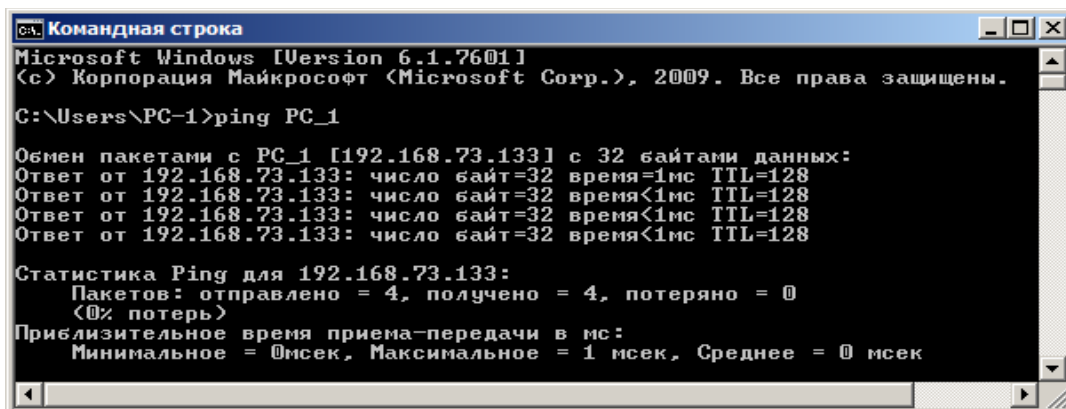 Командная строка
Microsoft Windows [Version 6.1.7601]
(c) Корпорация Майкрософт (Microsoft Corp.), 2009. Все права защищены.
C:\Users\PC-1>ping PC_1
Обмен пакетами с PC_1 [192.168.73.133] с 32 байтами данных:
Ответ от 192.168.73.133: число байт=32 время=1мс TTL=128
Ответ от 192.168.73.133: число байт=32 время<1мс TTL=128
Ответ от 192.168.73.133: число байт=32 время<1мс TTL=128
Ответ от 192.168.73.133: число байт=32 время<1мс TTL=128
Статистика Ping для 192.168.73.133:
Пакетов: отправлено = 4, получено = 4, потеряно = 0
(0% потерь)
Приблизительное время приема-передачи в мс:
Минимальное = 0мсек, Максимальное = 1 мсек, Среднее = 0 мсек